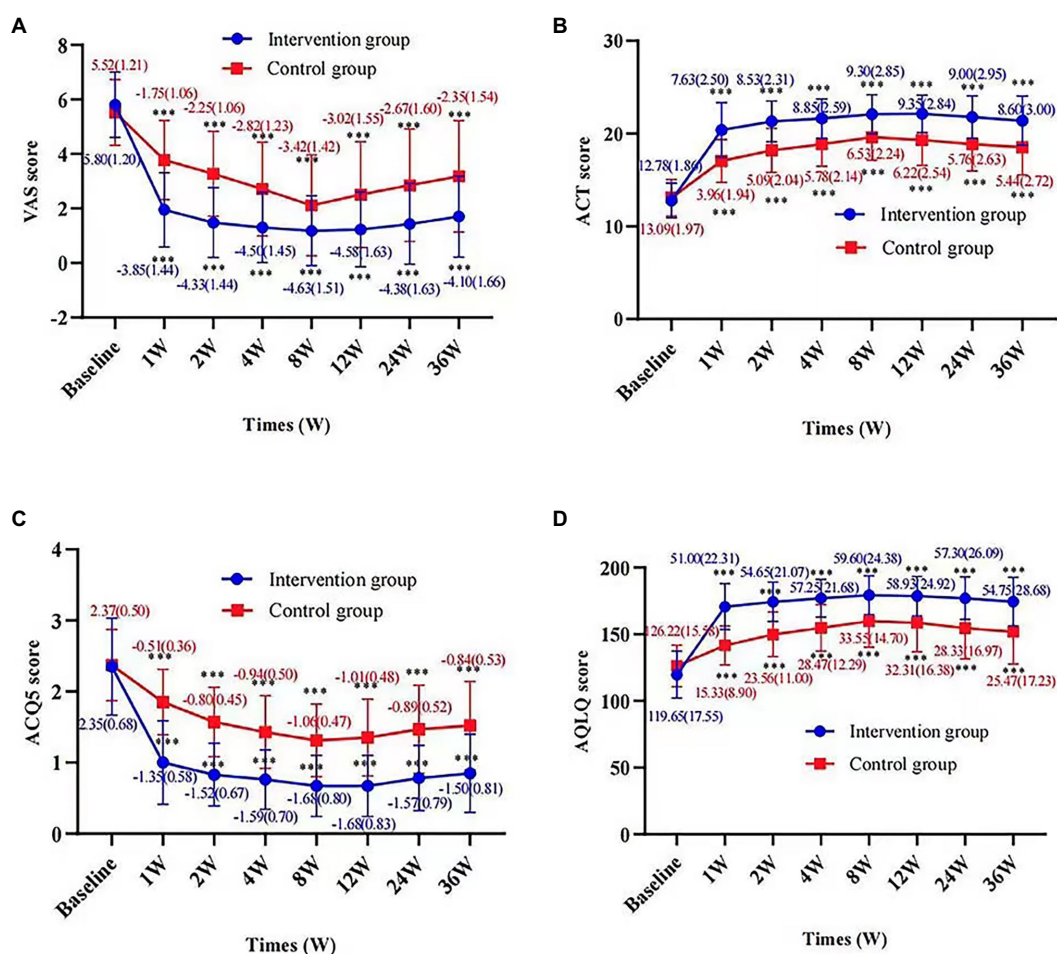 A
VAS score
8
6
4
2
0
-2
Intervention group
Control group
5.52(1.21)
-1.75(1.06)
***
-2.25(1.06)
***
-2.82(1.23)
***
-3.42(1.42)
***
-3.02(1.55)
***
-2.67(1.60)
***
-2.35(1.54)
***
5.80(1.20)
-3.85(1.44)
***
-4.33(1.44)
***
-4.50(1.45)
***
-4.63(1.51)
***
-4.58(1.63)
***
-4.38(1.63)
***
-4.10(1.66)
***
Baseline
1W
2W
4W
8W
12W
24W
36W
Times (W)
B
ACT score
30
20
10
0
7.63(2.50)
***
8.53(2.31)
***
8.85(2.59)
***
9.30(2.85)
***
9.35(2.84)
***
9.00(2.95)
***
8.60(3.00)
***
12.78(1.86)
13.09(1.97)
3.96(1.94)
***
5.09(2.04)
***
5.78(2.14)
***
6.53(2.24)
***
6.22(2.54)
***
5.76(2.63)
***
5.44(2.72)
***
Intervention group
Control group
Baseline
1W
2W
4W
8W
12W
24W
36W
Times (W)
C
ACQ5 score
4
3
2
1
0
Intervention group
Control group
2.37(0.50)
-0.51(0.36)
***
-0.80(0.45)
***
-0.94(0.50)
***
-1.06(0.47)
***
-1.01(0.48)
***
-0.89(0.52)
***
-0.84(0.53)
***
2.35(0.68)
-1.35(0.58)
***
-1.52(0.67)
***
-1.59(0.70)
***
-1.68(0.80)
***
-1.68(0.83)
***
-1.57(0.79)
***
-1.50(0.81)
***
Baseline
1W
2W
4W
8W
12W
24W
36W
Times (W)
D
AQLQ score
200
150
100
50
0
51.00(22.31)
***
54.65(21.07)
***
57.25(21.68)
***
59.60(24.38)
***
58.93(24.92)
***
57.30(26.09)
***
54.75(28.68)
***
126.22(15.58)
119.65(17.55)
15.33(8.90)
23.56(11.00)
***
28.47(12.29)
***
33.55(14.70)
***
32.31(16.38)
***
28.33(16.97)
***
25.47(17.23)
***
Intervention group
Control group
Baseline
1W
2W
4W
8W
12W
24W
36W
Times (W)